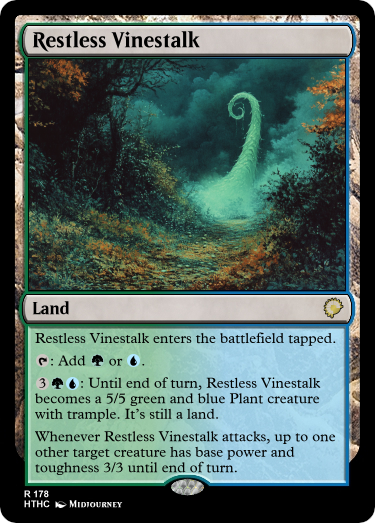 Restless Vinestalk
Land
Restless Vinestalk enters the battlefield tapped.
: Add or .
3 : Until end of turn, Restless Vinestalk
becomes a 5/5 green and blue Plant creature
with trample. It's still a land.
Whenever Restless Vinestalk attacks, up to one
other target creature has base power and
toughness 3/3 until end of turn.
R 178
HTHC MIDJOURNEY